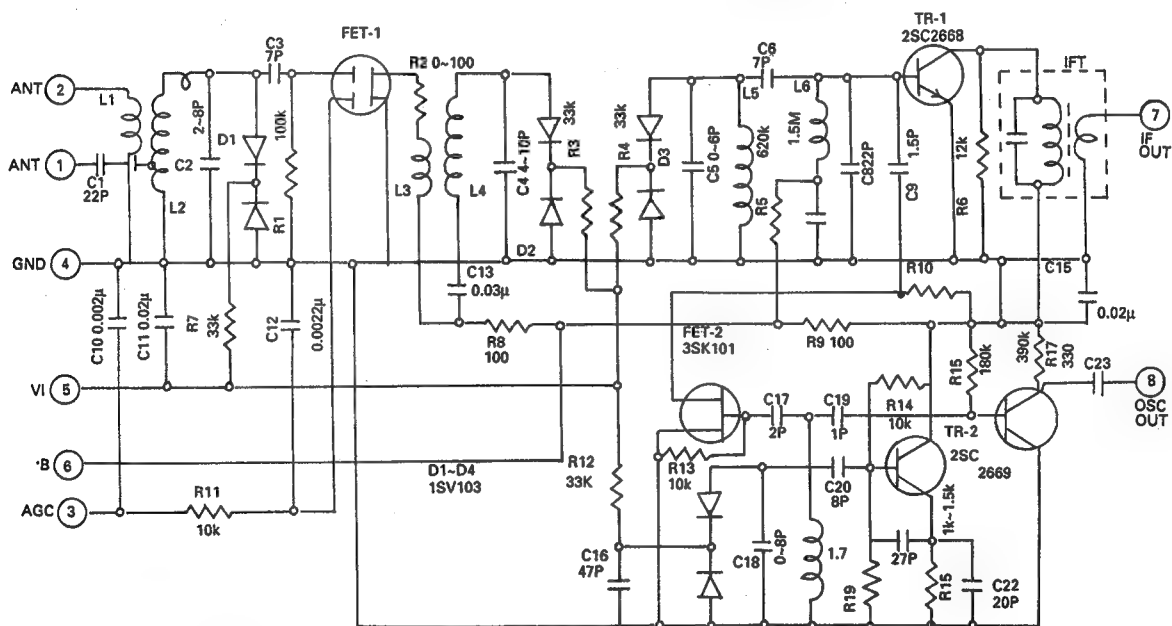 FET-1
TR-1
2SC2668
ANT 2
L1
2~8P
C3
7P
R2 0~100
C6
7P
IFT
D1
100k
33k
R3
33k
L5
L6
7
IF
OUT
ANT 1
C1
22P
C2
L2
R1
L3
L4
C4 4~10P
D2
R4
D3
C5 0~6P
620k
1.5M
R5
C822P
1.5P
C9
12k
R6
GND 4
C10 0.002μ
C11 0.02μ
R7
33k
C12
0.0022μ
C13
0.03μ
R8
100
FET-2
3SK101
R9 100
R10
C15
0.02μ
R15
180k
390k
R17
330
C23
8
OSC
OUT
VI 5
C17
2P
C19
1P
R14
10k
TR-2
2SC
2669
·B 6
D1~D4
1SV103
R12
33K
R13
10k
C20
8P
1k~1.5k
AGC 3
R11
10k
C16
47P
C18
0~8P
1.7
27P
R19
R15
C22
20P